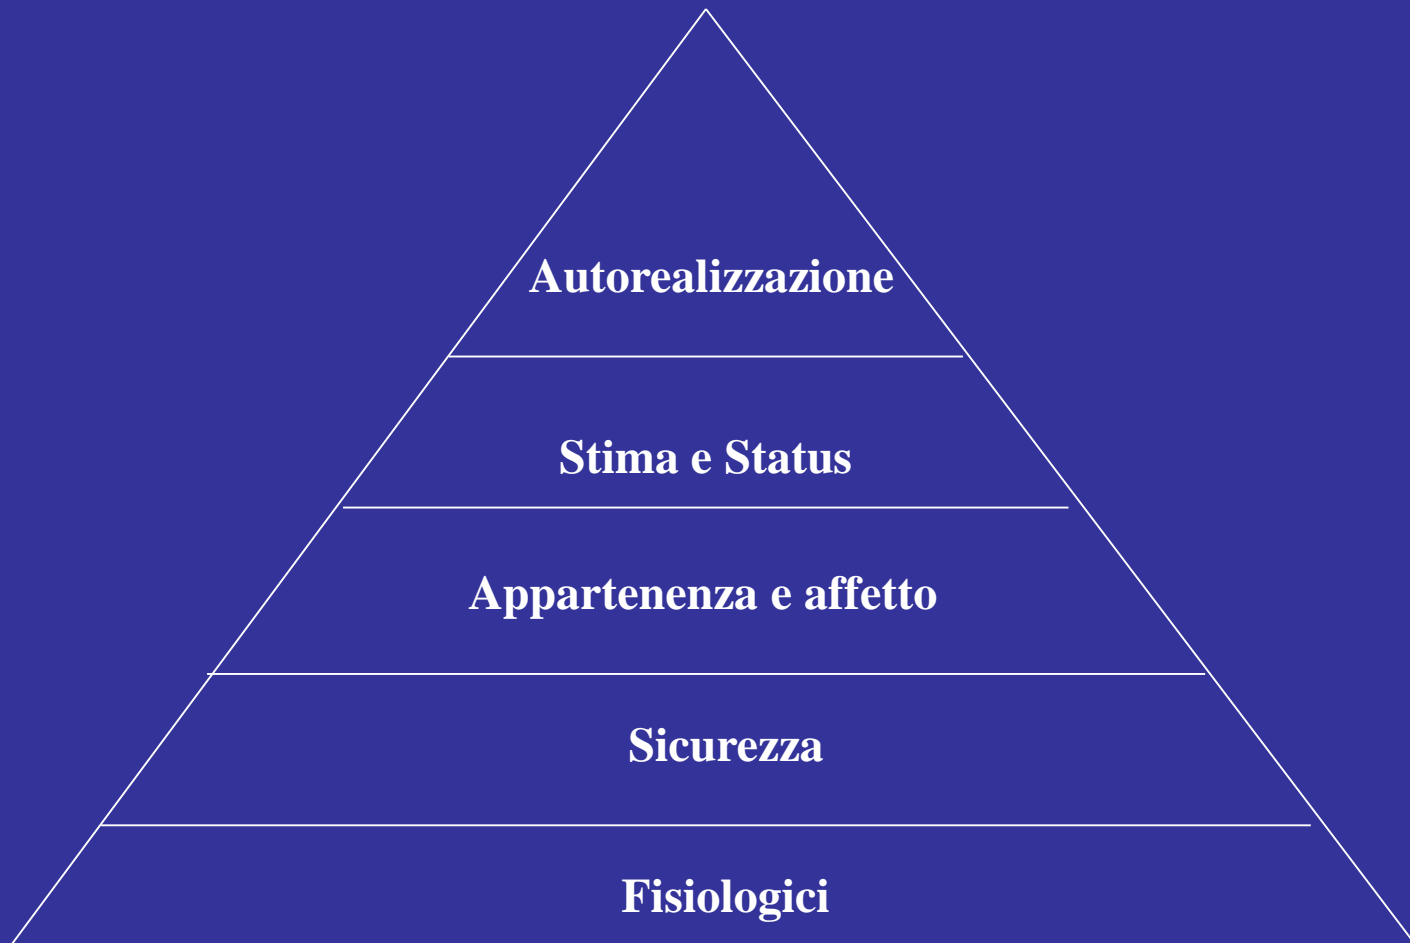 Autorealizzazione
Stima e Status
Appartenenza e affetto
Sicurezza
Fisiologici